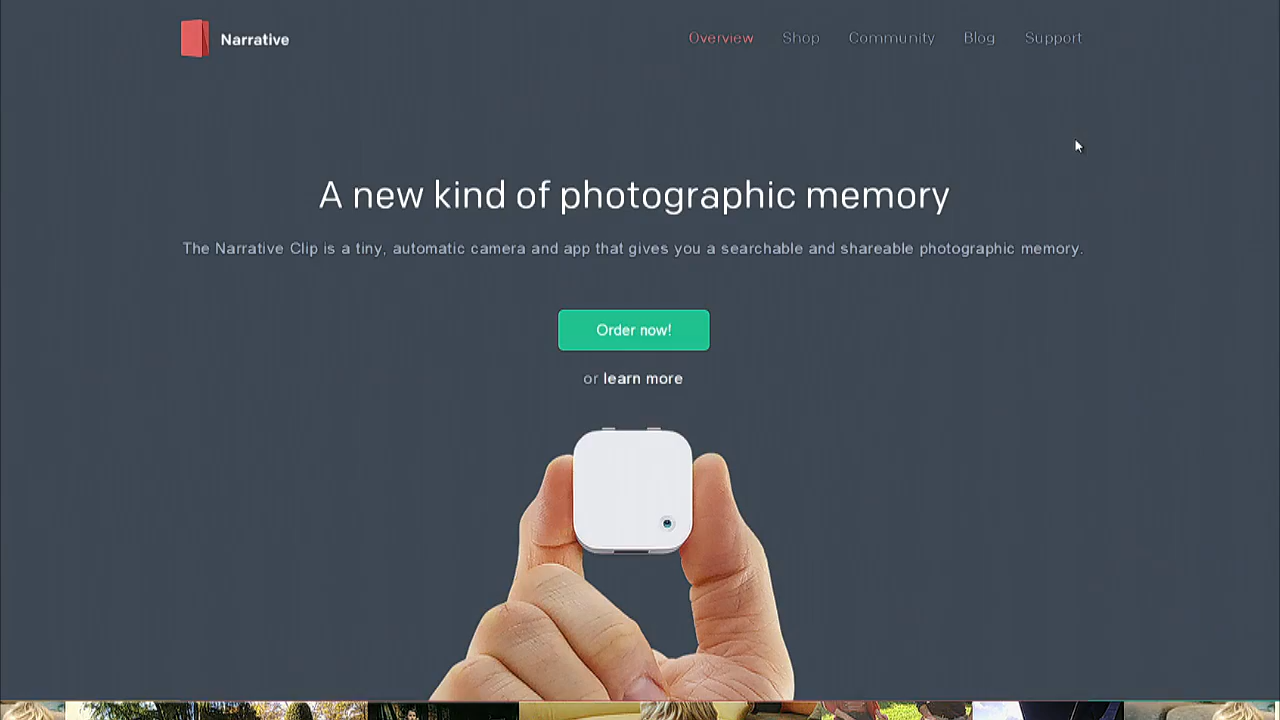 Narrative
Overview Shop Community Blog Support
A new kind of photographic memory
The Narrative Clip is a tiny, automatic camera and app that gives you a searchable and shareable photographic memory.
Order now!
or learn more